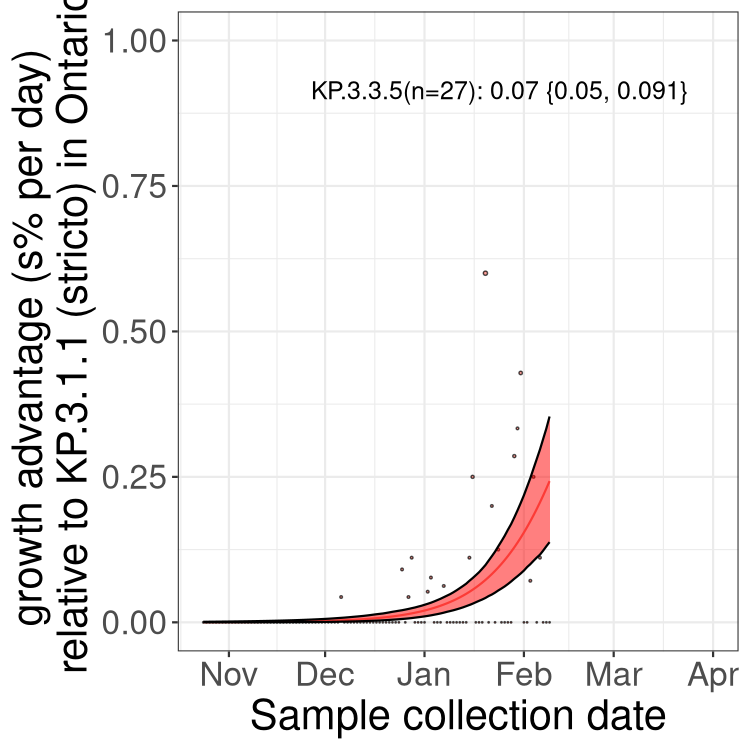 growth advantage (s% per day)
relative to KP.3.1.1 (stricto) in Ontario
1.00
0.75
0.50
0.25
0.00
KP.3.3.5(n=27): 0.07 {0.05, 0.091}
Nov Dec Jan Feb Mar Apr
Sample collection date